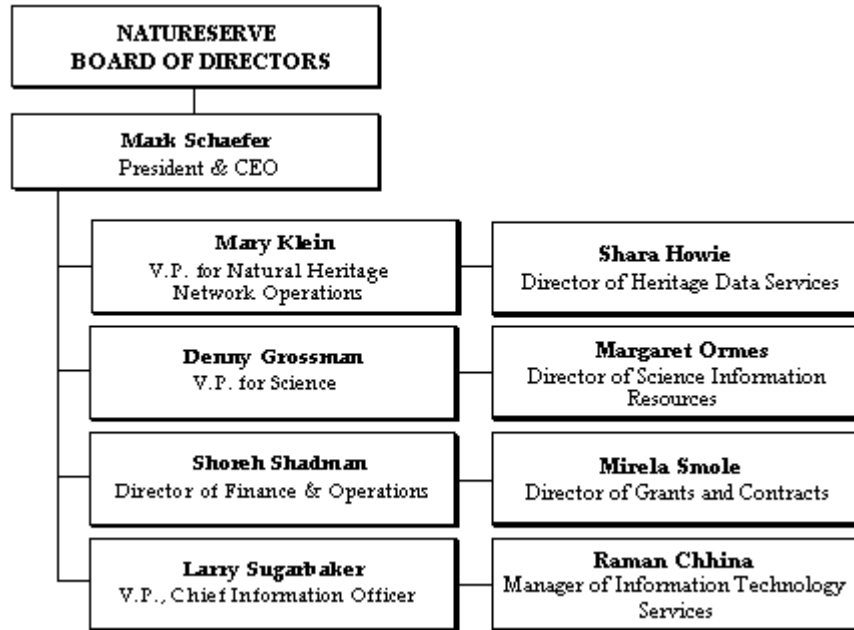 NATURESERVE
BOARD OF DIRECTORS
Mark Schaefer
President & CEO
Mary Klein
V.P. for Natural Heritage
Network Operations
Shara Howie
Director of Heritage Data Services
Denny Grossman
V.P. for Science
Margaret Ormes
Director of Science Information
Resources
Shoreh Shadman
Director of Finance & Operations
Mirela Smole
Director of Grants and Contracts
Larry Sugarbaker
V.P., Chief Information Officer
Raman Chhina
Manager of Information Technology
Services